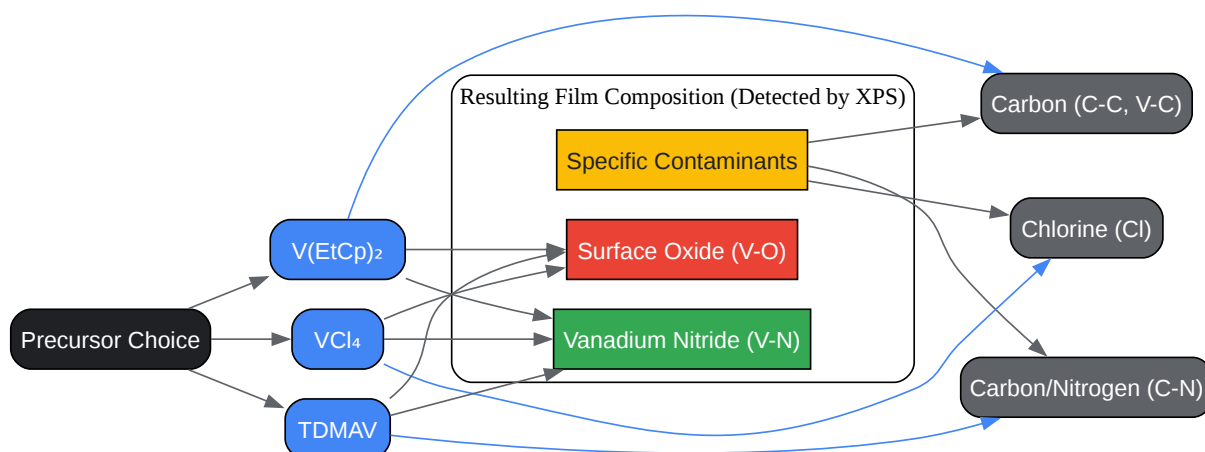 Resulting Film Composition (Detected by XPS)
Carbon (C-C, V-C)
Specific Contaminants
Chlorine (Cl)
V(EtCp)₂
Surface Oxide (V-O)
Precursor Choice
VCl₄
Vanadium Nitride (V-N)
Carbon/Nitrogen (C-N)
TDMAV